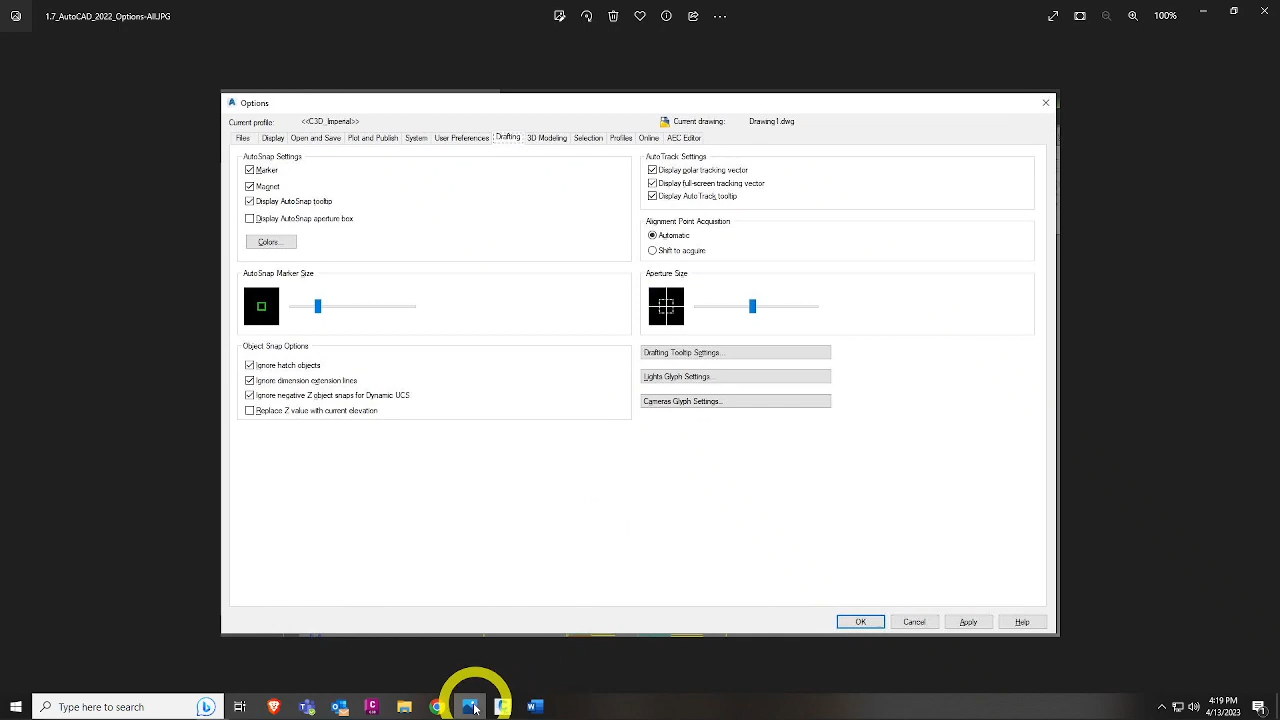 1.7_AutoCAD_2022_Options-All.JPG
100%
Options
Current profile: <<C3D_Imperial>> Current drawing: Drawing1.dwg
Files Display Open and Save Plot and Publish System User Preferences Drafting 3D Modeling Selection Profiles Online AEC Editor
AutoSnap Settings
Marker
Magnet
Display AutoSnap tooltip
Display AutoSnap aperture box
Colors...
AutoSnap Marker Size
Object Snap Options
Ignore hatch objects
Ignore dimension extension lines
Ignore negative Z object snaps for Dynamic UCS
Replace Z value with current elevation
AutoTrack Settings
Display polar tracking vector
Display full-screen tracking vector
Display AutoTrack tooltip
Alignment Point Acquisition
Automatic
Shift to acquire
Aperture Size
Drafting Tooltip Settings...
Lights Glyph Settings...
Cameras Glyph Settings...
OK Cancel Apply Help
Type here to search
4:19 PM
4/13/2023